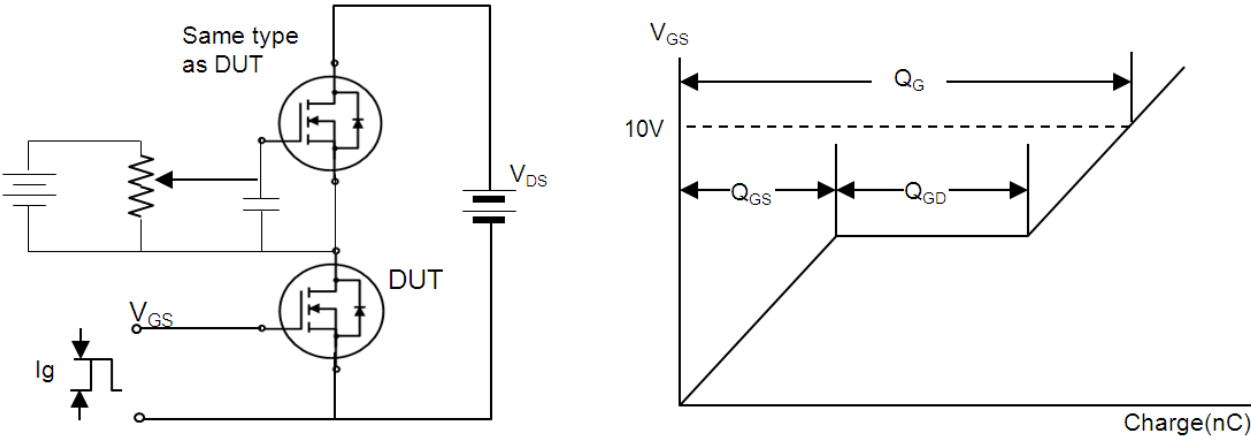 Same type
as DUT
V_DS
DUT
V_GS
Ig
V_GS
Q_G
10V
Q_GS
Q_GD
Charge(nC)